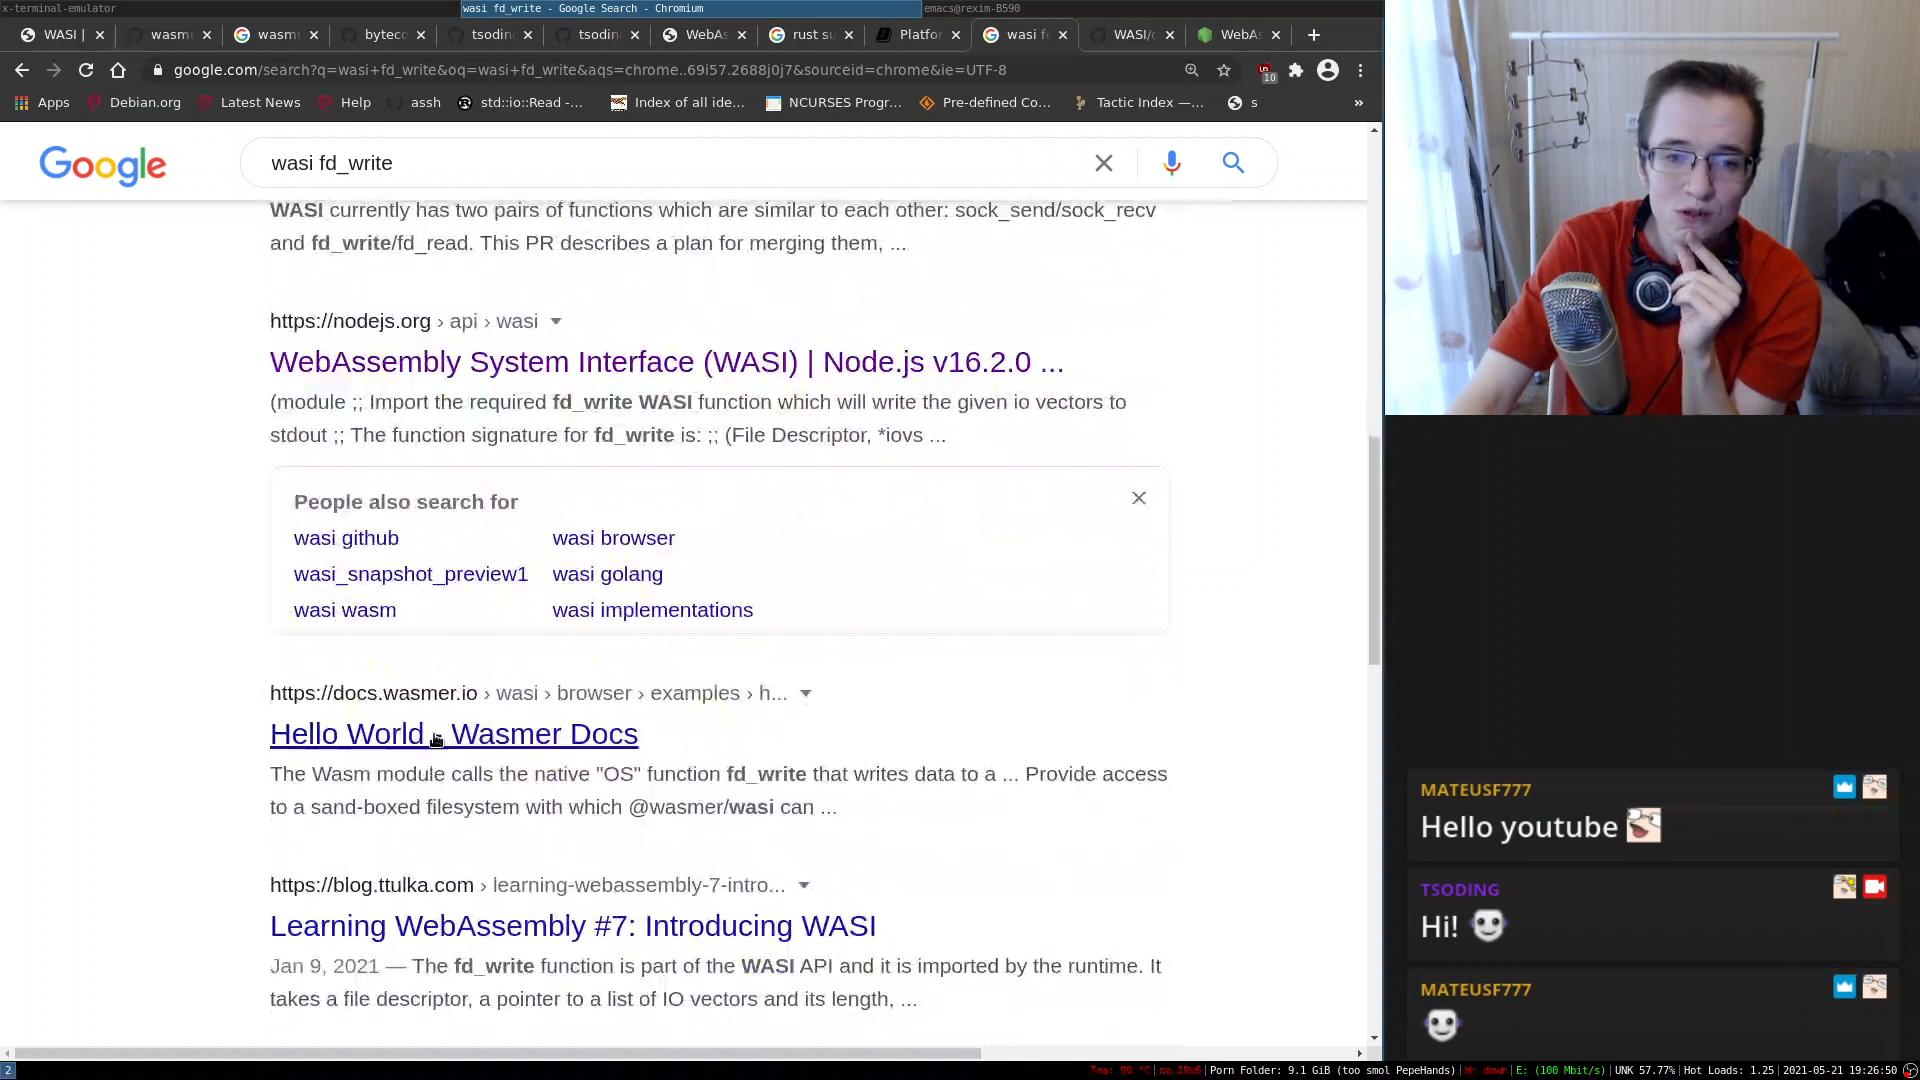 x-terminal-emulator
wasi fd_write - Google Search - Chromium
emacs@rexim-B590
WASI |
wasm
wasm
byteco
tsodin
tsodin
WebAs
rust su
Platfor
wasi f
WASI/
WebAs
google.com/search?q=wasi+fd_write&oq=wasi+fd_write&aqs=chrome..69i57.2688j0j7&sourceid=chrome&ie=UTF-8
10
Apps
Debian.org
Latest News
Help
assh
std::io::Read -...
Index of all ide...
NCURSES Progr...
Pre-defined Co...
Tactic Index —...
s
»
Google
wasi fd_write
WASI currently has two pairs of functions which are similar to each other: sock_send/sock_recv
and fd_write/fd_read. This PR describes a plan for merging them, ...
https://nodejs.org › api › wasi
WebAssembly System Interface (WASI) | Node.js v16.2.0 ...
(module ;; Import the required fd_write WASI function which will write the given io vectors to
stdout ;; The function signature for fd_write is: ;; (File Descriptor, *iovs ...
People also search for
wasi github
wasi browser
wasi_snapshot_preview1
wasi golang
wasi wasm
wasi implementations
https://docs.wasmer.io › wasi › browser › examples › h...
Hello World - Wasmer Docs
The Wasm module calls the native "OS" function fd_write that writes data to a ... Provide access
to a sand-boxed filesystem with which @wasmer/wasi can ...
https://blog.ttulka.com › learning-webassembly-7-intro...
Learning WebAssembly #7: Introducing WASI
Jan 9, 2021 — The fd_write function is part of the WASI API and it is imported by the runtime. It
takes a file descriptor, a pointer to a list of IO vectors and its length, ...
MATEUSF777
Hello youtube
TSODING
Hi!
MATEUSF777
2
Porn Folder: 9.1 GiB (too smol PepeHands)
E: (100 Mbit/s)
UNK 57.77%
Hot Loads: 1.25
2021-05-21 19:26:50